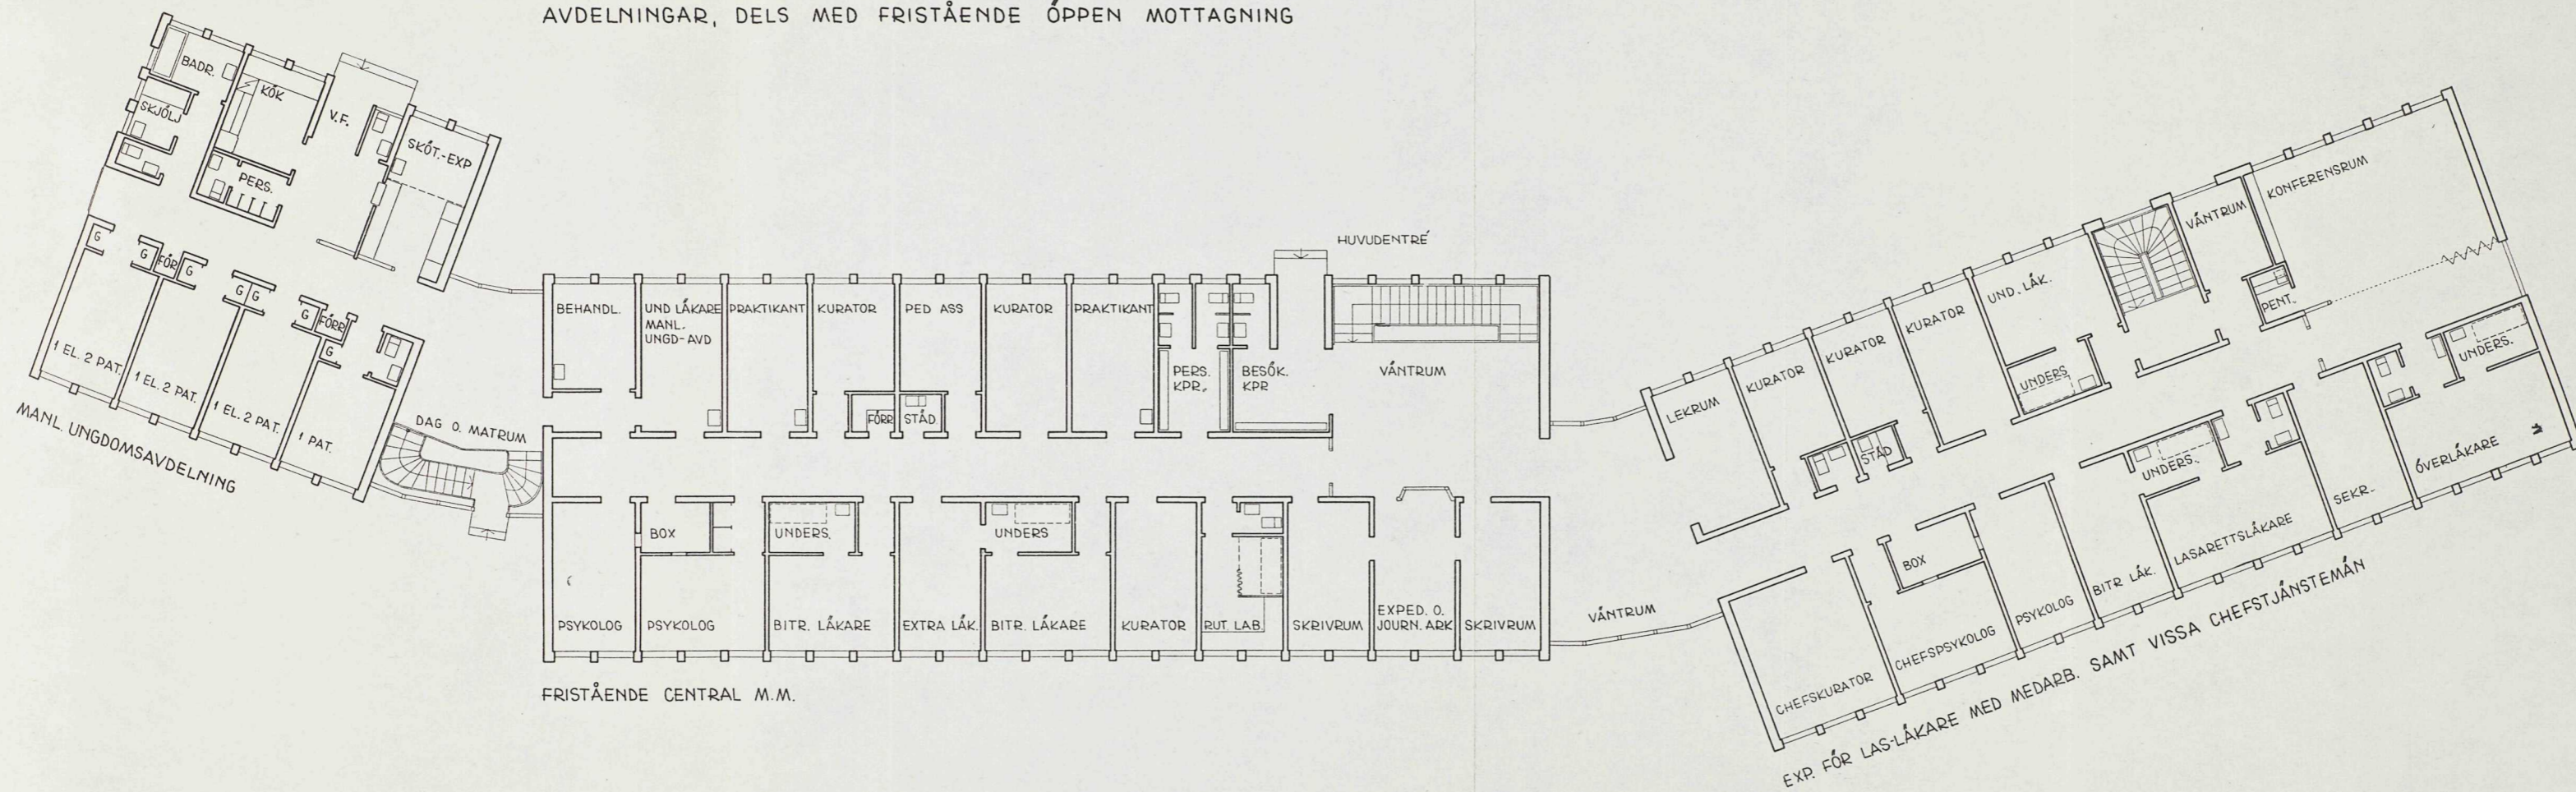 AVDELNINGAR, DELS MED FRISTÅENDE ÖPPEN MOTTAGNING
BADR.
KÖK
SKJÖLJ
V.F.
SKÖT.-EXP
PERS.
G
G
FÖR
G
G
G
G
FÖRR
G
1 EL. 2 PAT.
1 EL. 2 PAT.
1 EL. 2 PAT.
1 PAT.
MANL. UNGDOMSAVDELNING
DAG O. MATRUM
HUVUDENTRÉ
BEHANDL.
UND LÄKARE
MANL.
UNGD-AVD
PRAKTIKANT
KURATOR
PED ASS
KURATOR
PRAKTIKANT
FÖRR
STÄD
PERS.
KPR.
BESÖK.
KPR
VÄNTRUM
BOX
UNDERS.
UNDERS
PSYKOLOG
PSYKOLOG
BITR. LÄKARE
EXTRA LÄK.
BITR. LÄKARE
KURATOR
RUT. LAB.
SKRIVRUM
EXPED. O.
JOURN. ARK
SKRIVRUM
FRISTÅENDE CENTRAL M.M.
VÄNTRUM
LEKRUM
KURATOR
KURATOR
KURATOR
UND. LÄK.
UNDERS
STÄD
VÄNTRUM
KONFERENSRUM
PENT.
UNDERS.
ÖVERLÄKARE
UNDERS.
SEKR.
LASARETTSLÄKARE
BITR LÄK.
PSYKOLOG
BOX
CHEFSPSYKOLOG
CHEFSKURATOR
EXP. FÖR LAS-LÄKARE MED MEDARB. SAMT VISSA CHEFSTJÄNSTEMÄN